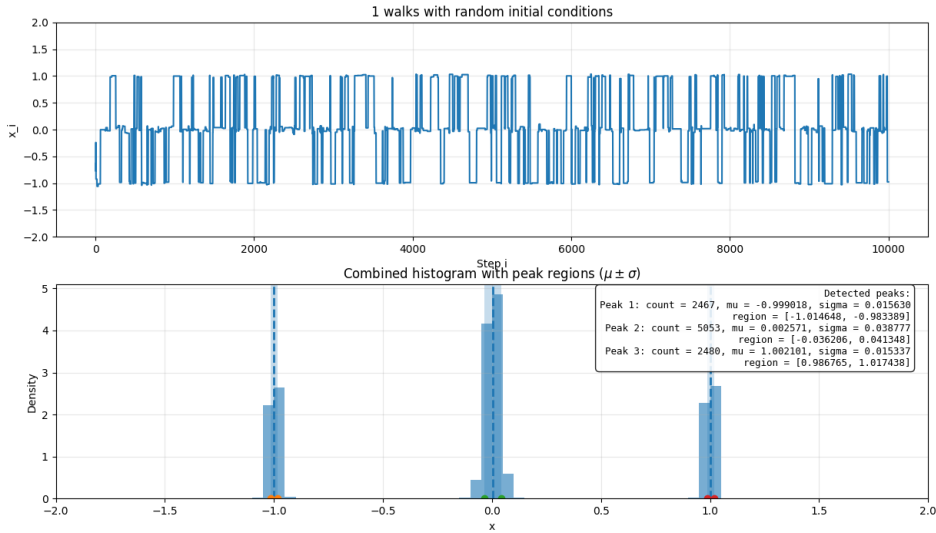 1 walks with random initial conditions
2.0
1.5
1.0
0.5
0.0
−0.5
−1.0
−1.5
−2.0
x_i
0 2000 4000 6000 8000 10000
Step i
Combined histogram with peak regions (μ ± σ)
5
4
3
2
1
0
Density
Detected peaks:
Peak 1: count = 2467, mu = -0.999018, sigma = 0.015630
region = [-1.014648, -0.983389]
Peak 2: count = 5053, mu = 0.002571, sigma = 0.038777
region = [-0.036206, 0.041348]
Peak 3: count = 2480, mu = 1.002101, sigma = 0.015337
region = [0.986765, 1.017438]
−2.0 −1.5 −1.0 −0.5 0.0 0.5 1.0 1.5 2.0
x